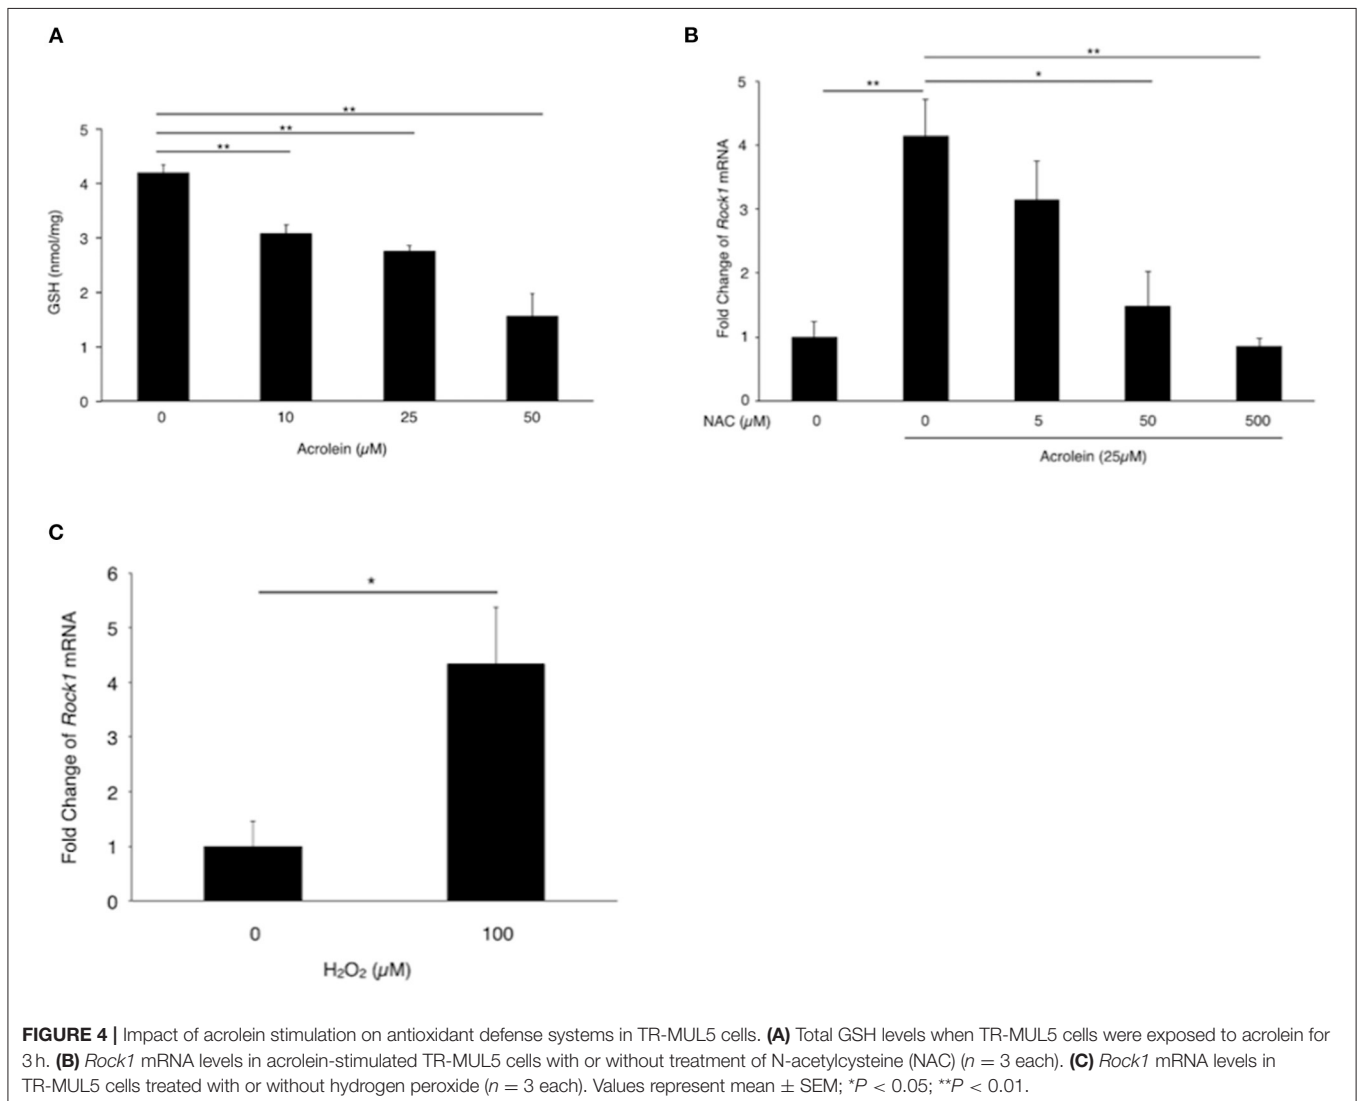 A
**
**
**
5
4
3
2
1
0
GSH (nmol/mg)
0 10 25 50
Acrolein (µM)
B
**
*
**
5
4
3
2
1
0
Fold Change of Rock1 mRNA
NAC (µM) 0 0 5 50 500
Acrolein (25µM)
C
*
6
5
4
3
2
1
0
Fold Change of Rock1 mRNA
0 100
H₂O₂ (µM)
FIGURE 4 | Impact of acrolein stimulation on antioxidant defense systems in TR-MUL5 cells. (A) Total GSH levels when TR-MUL5 cells were exposed to acrolein for
3 h. (B) Rock1 mRNA levels in acrolein-stimulated TR-MUL5 cells with or without treatment of N-acetylcysteine (NAC) (n = 3 each). (C) Rock1 mRNA levels in
TR-MUL5 cells treated with or without hydrogen peroxide (n = 3 each). Values represent mean ± SEM; *P < 0.05; **P < 0.01.